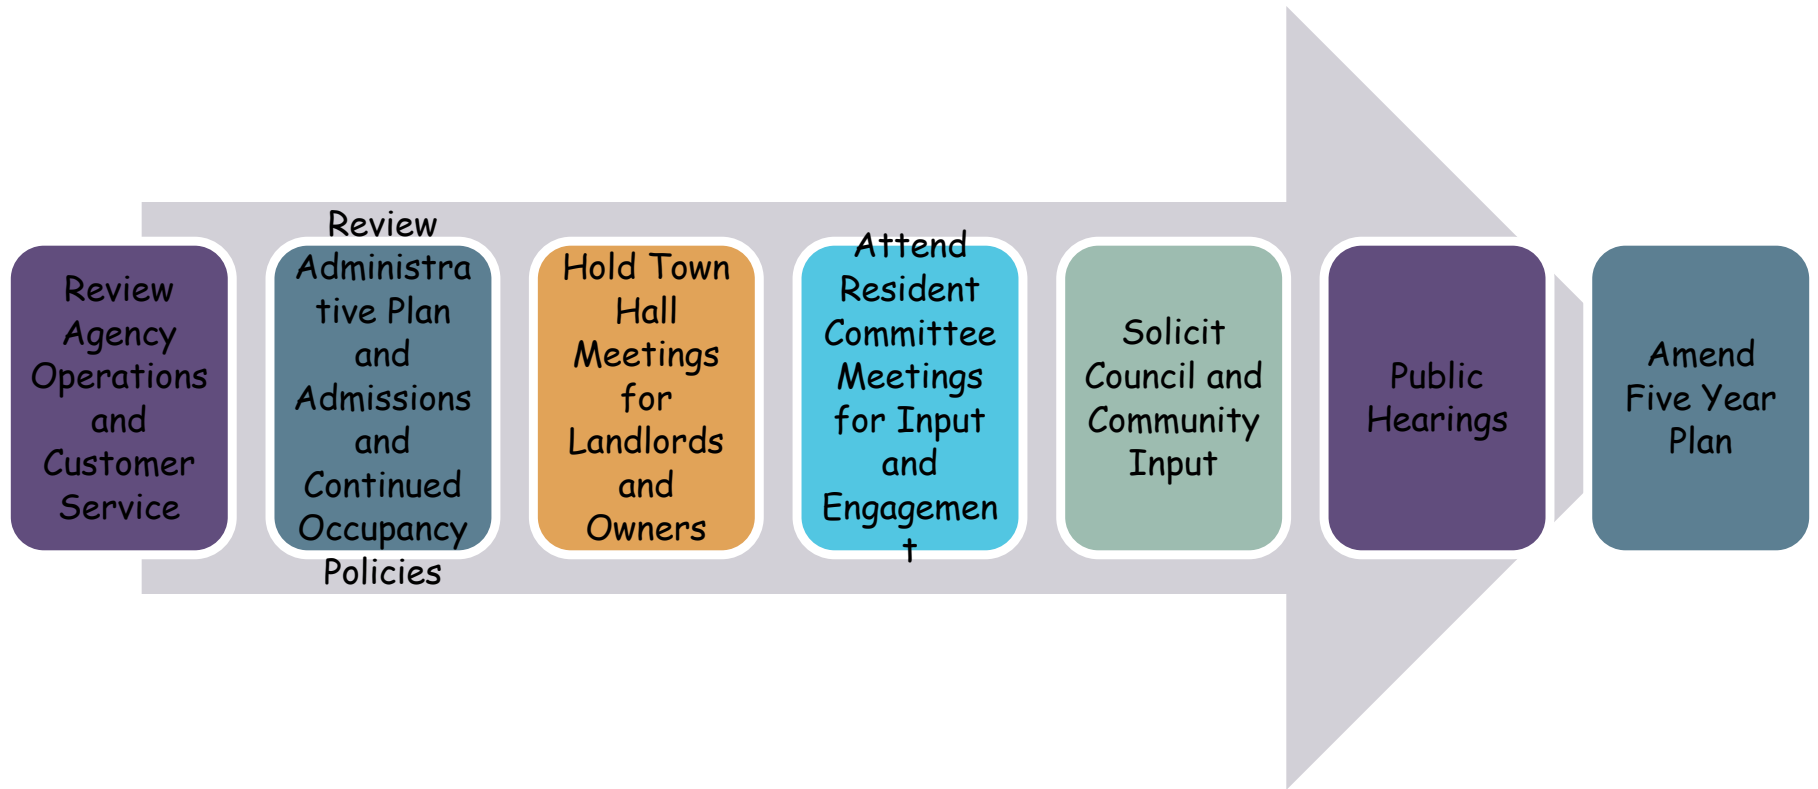 Review
Agency
Operations
and
Customer
Service
Review
Administra
tive Plan
and
Admissions
and
Continued
Occupancy
Policies
Hold Town
Hall
Meetings
for
Landlords
and
Owners
Attend
Resident
Committee
Meetings
for Input
and
Engagemen
t
Solicit
Council and
Community
Input
Public
Hearings
Amend
Five Year
Plan